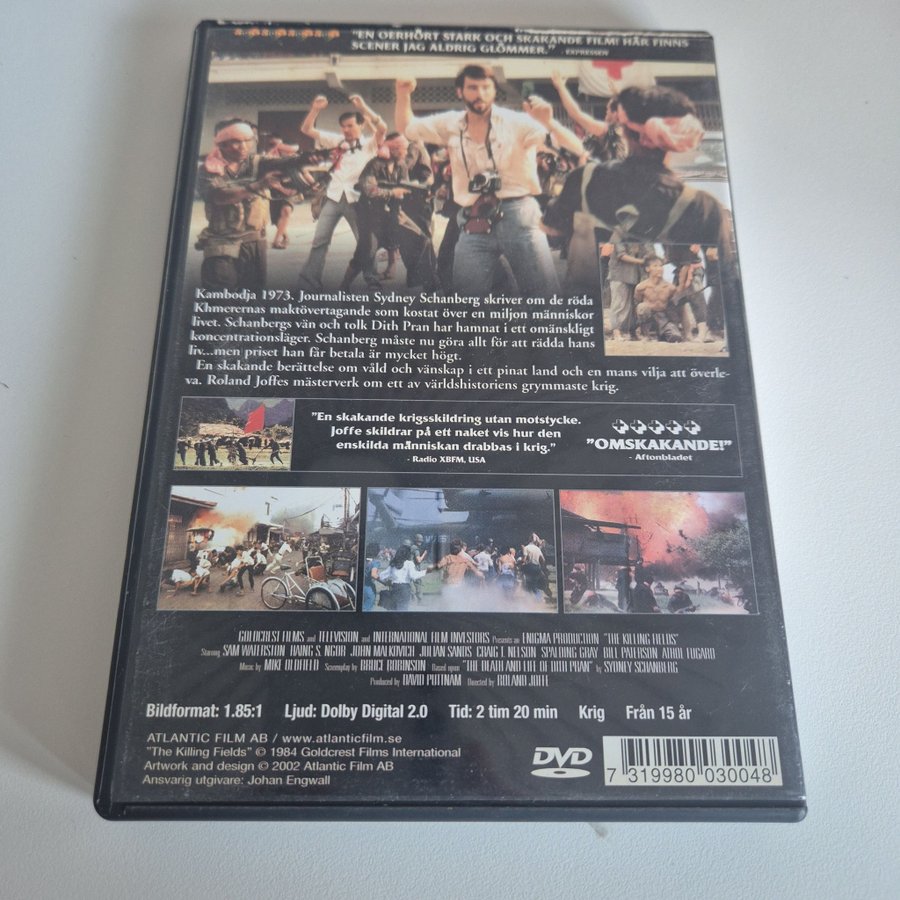 "EN OERHÖRT STARK OCH SKAKANDE FILM! HÄR FINNS
SCENER JAG ALDRIG GLÖMMER." - EXPRESSEN
Kambodja 1973. Journalisten Sydney Schanberg skriver om de röda
Khmerernas maktövertagande som kostat över en miljon människor
livet. Schanbergs vän och tolk Dith Pran har hamnat i ett omänskligt
koncentrationsläger. Schanberg måste nu göra allt för att rädda hans
liv...men priset han får betala är mycket högt.
En skakande berättelse om våld och vänskap i ett pinat land och en mans vilja att överle-
va. Roland Joffes mästerverk om ett av världshistoriens grymmaste krig.
"En skakande krigsskildring utan motstycke.
Joffe skildrar på ett naket vis hur den
enskilda människan drabbas i krig."
- Radio XBFM, USA
"OMSKAKANDE!"
- Aftonbladet
GOLDCREST FILMS and TELEVISION and INTERNATIONAL FILM INVESTORS Presents an ENIGMA PRODUCTION "THE KILLING FIELDS"
Starring SAM WATERSTON HAING S. NGOR JOHN MALKOVICH JULIAN SANDS CRAIG T. NELSON SPALDING GRAY BILL PATERSON ATHOL FUGARD
Music by MIKE OLDFIELD Screenplay by BRUCE ROBINSON Based upon "THE DEATH AND LIFE OF DITH PRAN" by SYDNEY SCHANBERG
Produced by DAVID PUTTNAM Directed by ROLAND JOFFE
Bildformat: 1.85:1 Ljud: Dolby Digital 2.0 Tid: 2 tim 20 min Krig Från 15 år
ATLANTIC FILM AB / www.atlanticfilm.se
"The Killing Fields" © 1984 Goldcrest Films International
Artwork and design © 2002 Atlantic Film AB
Ansvarig utgivare: Johan Engwall
DVD
7 319980 030048